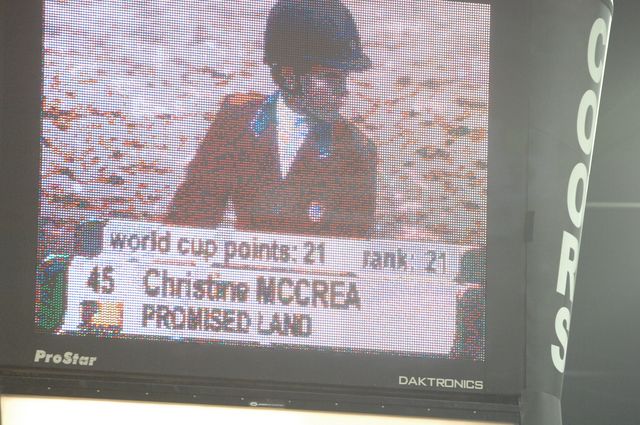 world cup points: 21 rank: 21
45 Christine MCCREA
PROMISED LAND
ProStar
DAKTRONICS
COORS